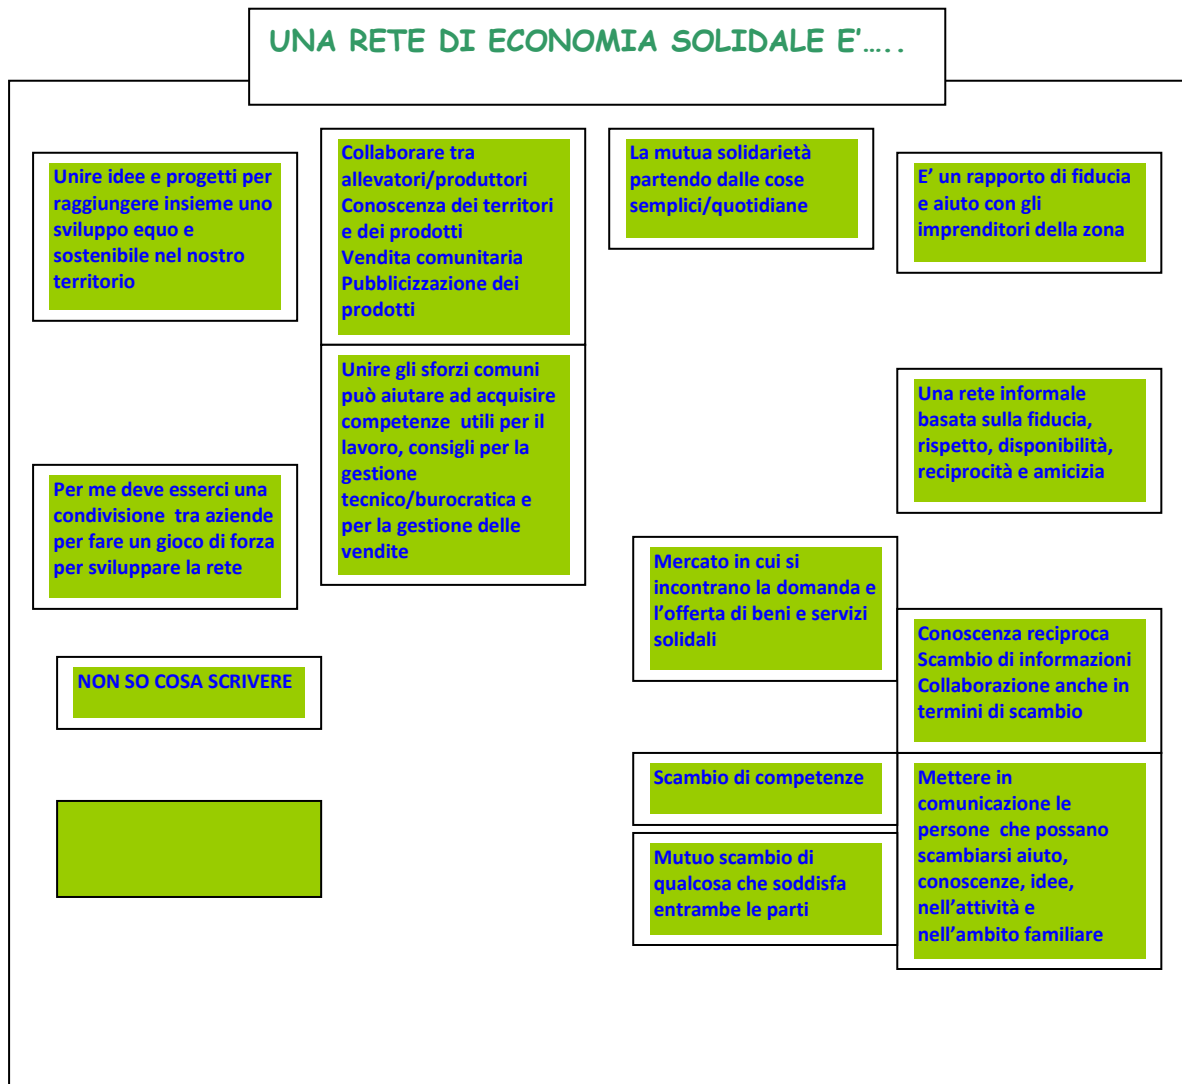 UNA RETE DI ECONOMIA SOLIDALE E’…..
Unire idee e progetti per
raggiungere insieme uno
sviluppo equo e
sostenibile nel nostro
territorio
Per me deve esserci una
condivisione  tra aziende
per fare un gioco di forza
per sviluppare la rete
NON SO COSA SCRIVERE
Collaborare tra
allevatori/produttori
Conoscenza dei territori
e dei prodotti
Vendita comunitaria
Pubblicizzazione dei
prodotti
Unire gli sforzi comuni
può aiutare ad acquisire
competenze  utili per il
lavoro, consigli per la
gestione
tecnico/burocratica e
per la gestione delle
vendite
La mutua solidarietà
partendo dalle cose
semplici/quotidiane
Mercato in cui si
incontrano la domanda e
l’offerta di beni e servizi
solidali
Scambio di competenze
Mutuo scambio di
qualcosa che soddisfa
entrambe le parti
E’ un rapporto di fiducia
e aiuto con gli
imprenditori della zona
Una rete informale
basata sulla fiducia,
rispetto, disponibilità,
reciprocità e amicizia
Conoscenza reciproca
Scambio di informazioni
Collaborazione anche in
termini di scambio
Mettere in
comunicazione le
persone  che possano
scambiarsi aiuto,
conoscenze, idee,
nell’attività e
nell’ambito familiare